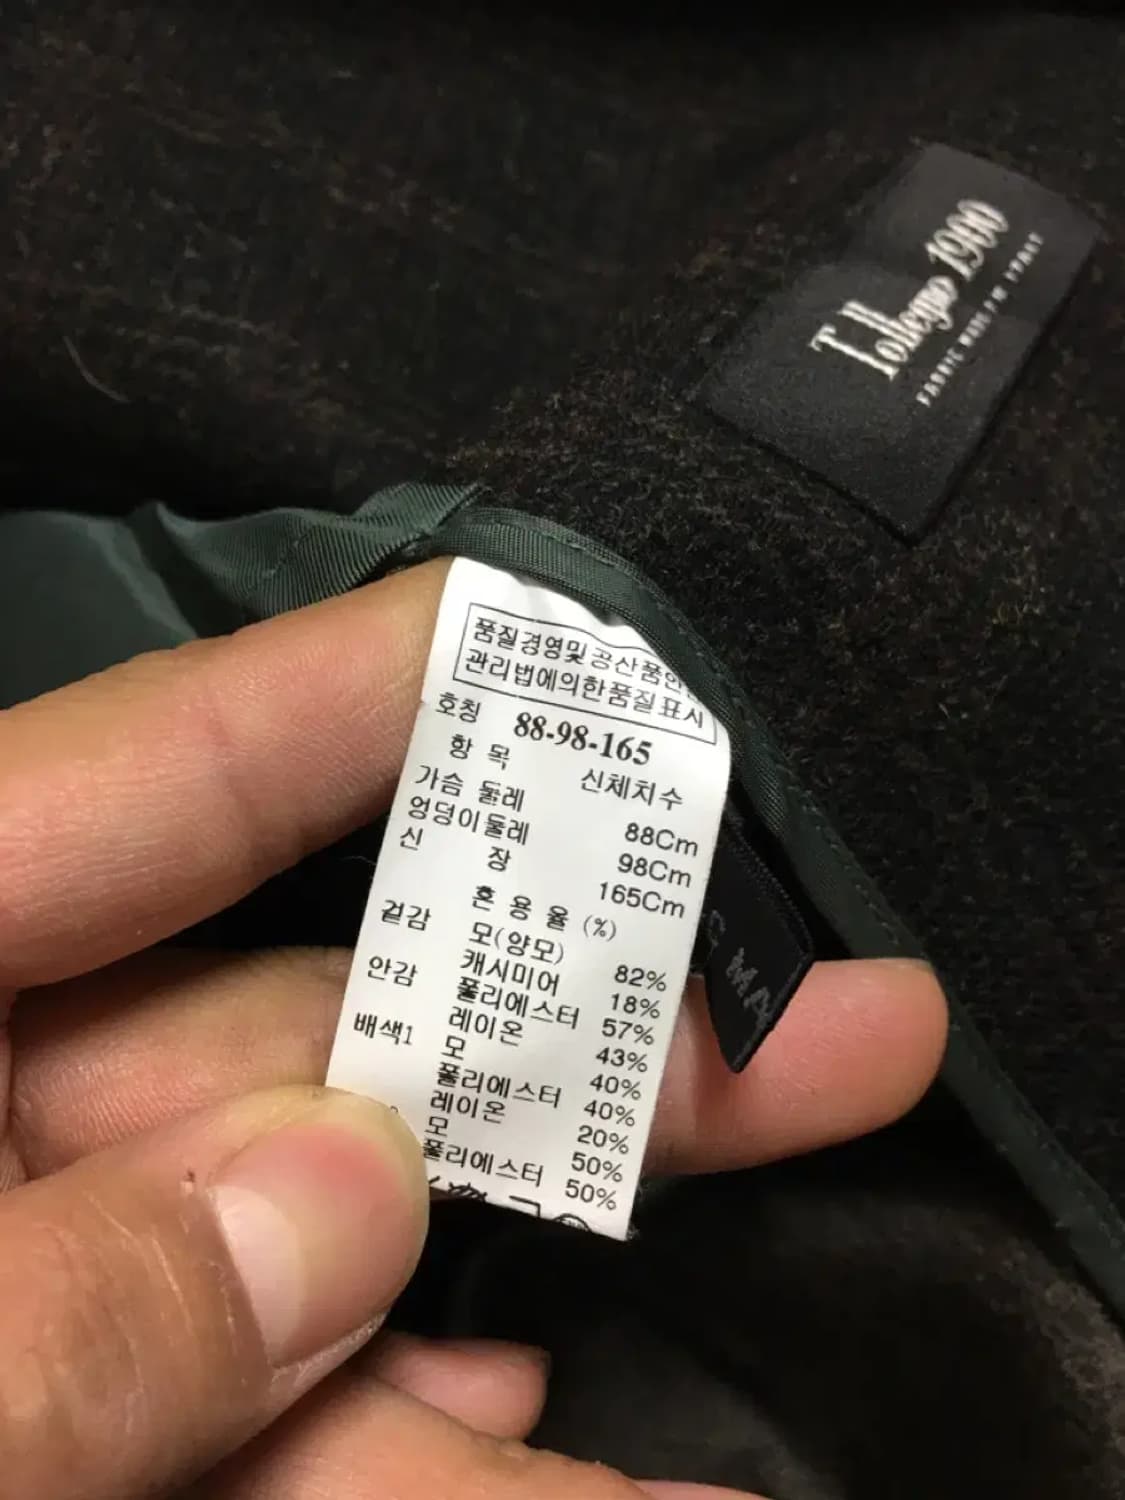 Tollegno 1900
FABRIC MADE IN ITALY
품질경영및공산품안
관리법에의한품질표시
호칭 88-98-165
항 목 신체치수
가슴 둘레 88Cm
엉덩이둘레 98Cm
신 장 165Cm
혼 용 율 (%)
겉감 모(양모) 82%
캐시미어 18%
안감 폴리에스터 57%
레이온 43%
배색1 모 40%
폴리에스터 40%
레이온 20%
모 50%
폴리에스터 50%